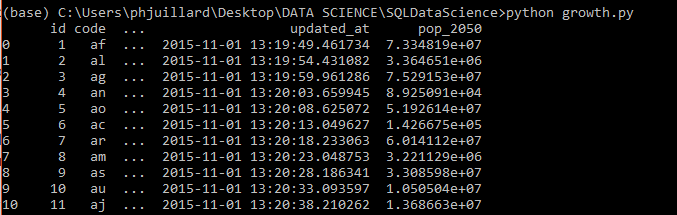 (base) C:\Users\phjuillard\Desktop\DATA SCIENCE\SQLDataScience>python growth.py
id code ... updated_at pop_2050
0 1 af ... 2015-11-01 13:19:49.461734 7.334819e+07
1 2 al ... 2015-11-01 13:19:54.431082 3.364651e+06
2 3 ag ... 2015-11-01 13:19:59.961286 7.529153e+07
3 4 an ... 2015-11-01 13:20:03.659945 8.925091e+04
4 5 ao ... 2015-11-01 13:20:08.625072 5.192614e+07
5 6 ac ... 2015-11-01 13:20:13.049627 1.426675e+05
6 7 ar ... 2015-11-01 13:20:18.233063 6.014112e+07
7 8 am ... 2015-11-01 13:20:23.048753 3.221129e+06
8 9 as ... 2015-11-01 13:20:28.186341 3.308598e+07
9 10 au ... 2015-11-01 13:20:33.093597 1.050504e+07
10 11 aj ... 2015-11-01 13:20:38.210262 1.368663e+07